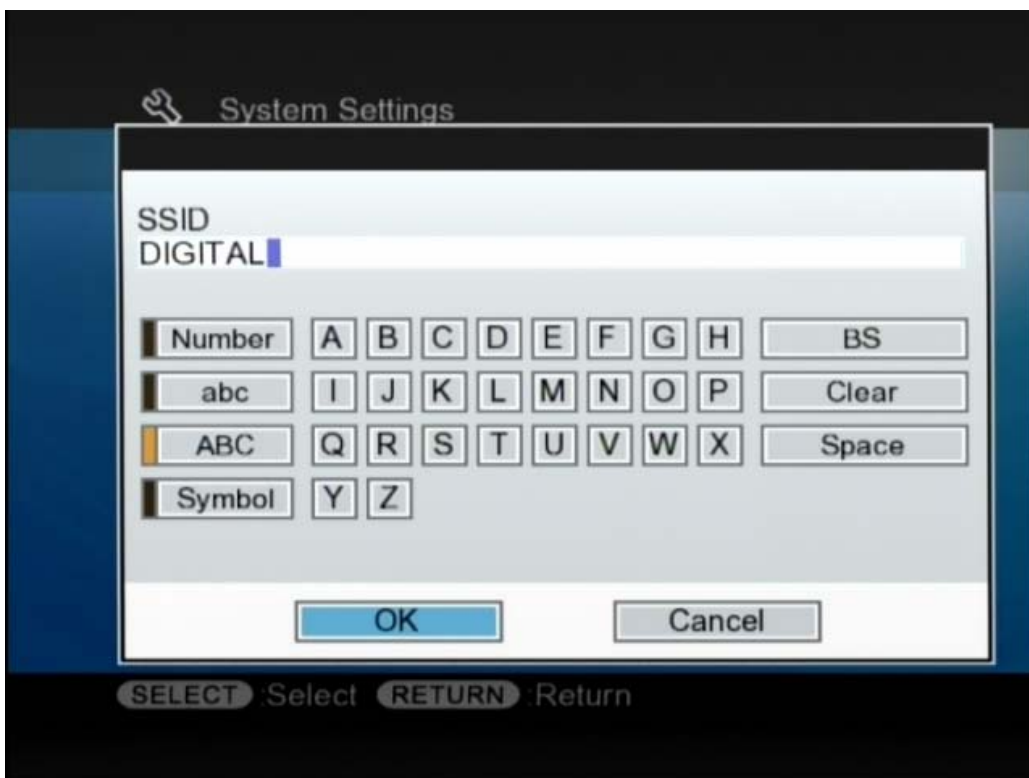 System Settings
SSID
DIGITAL
Number A B C D E F G H BS
abc I J K L M N O P Clear
ABC Q R S T U V W X Space
Symbol Y Z
OK Cancel
SELECT :Select RETURN :Return